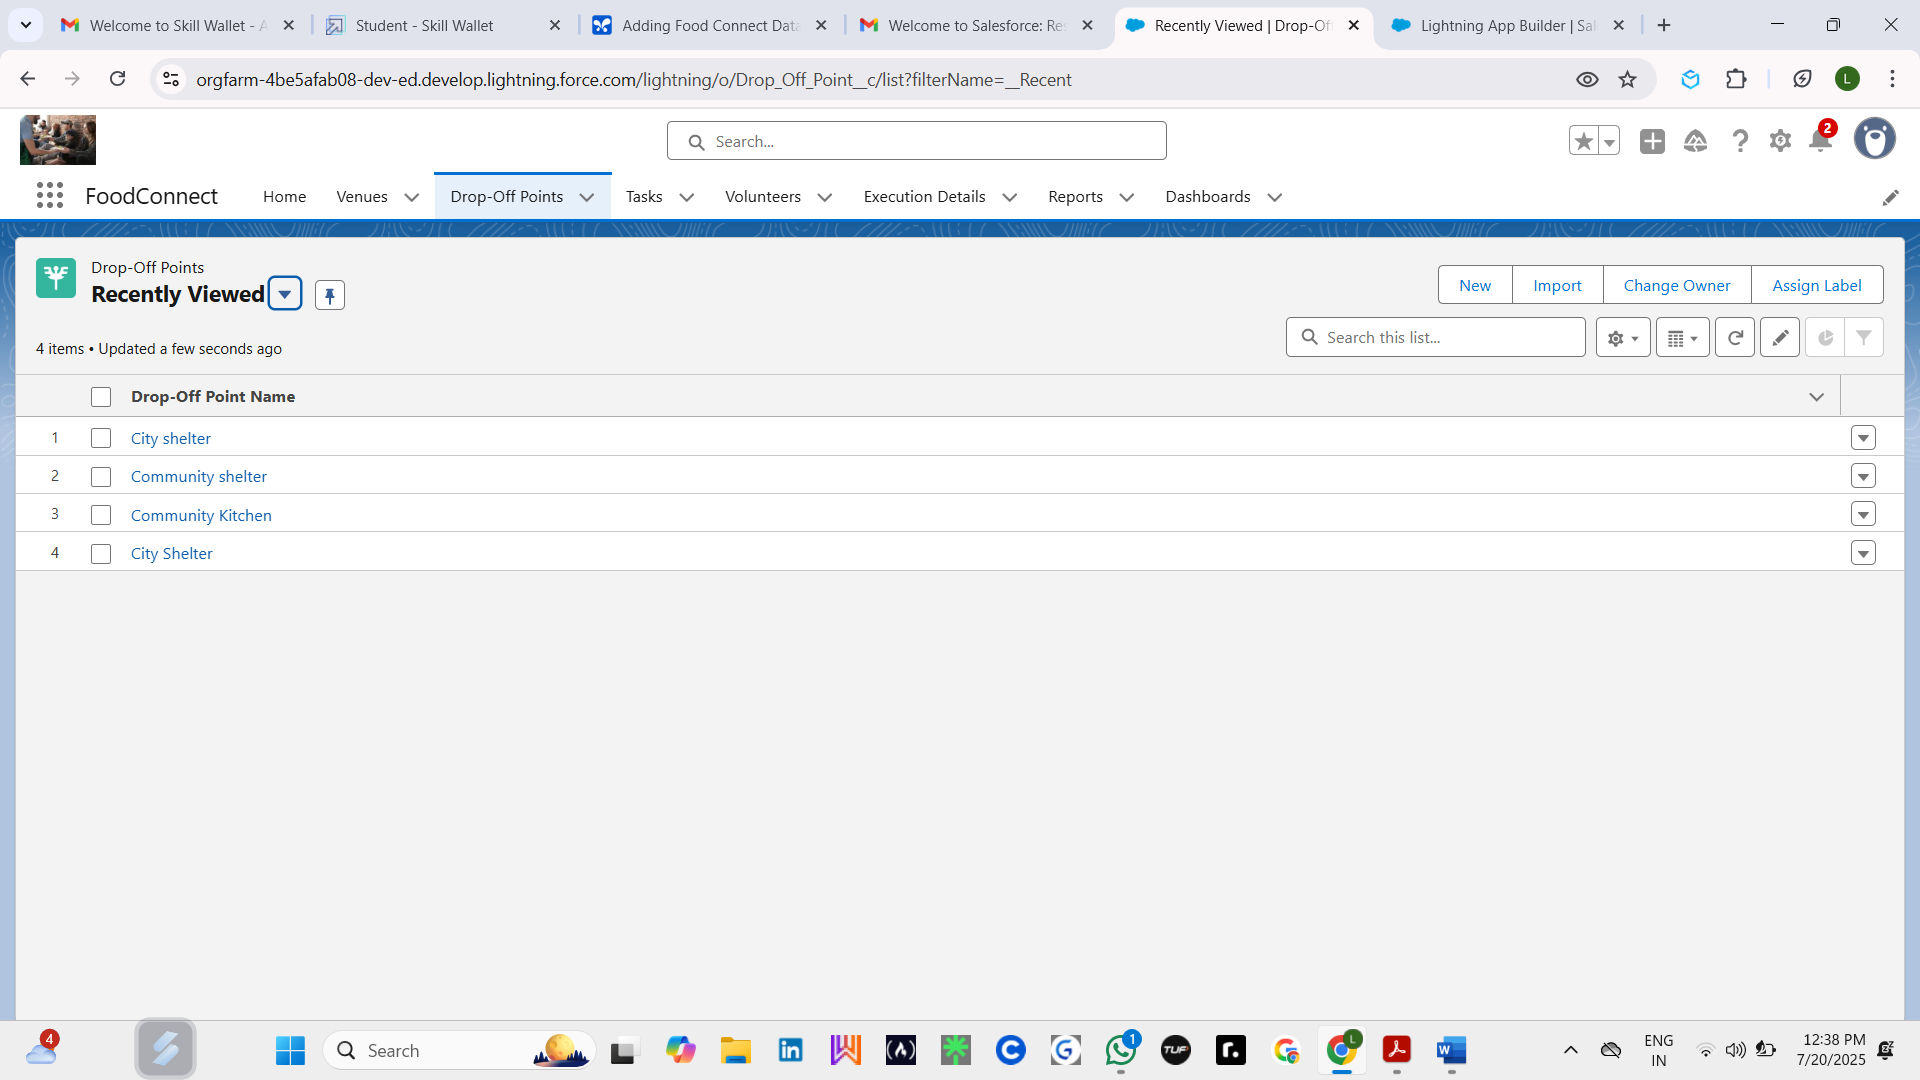 Welcome to Skill Wallet - A
Student - Skill Wallet
Adding Food Connect Data
Welcome to Salesforce: Res
Recently Viewed | Drop-Off
Lightning App Builder | Sal
orgfarm-4be5afab08-dev-ed.develop.lightning.force.com/lightning/o/Drop_Off_Point__c/list?filterName=__Recent
L
Search...
2
FoodConnect
Home
Venues
Drop-Off Points
Tasks
Volunteers
Execution Details
Reports
Dashboards
Drop-Off Points
Recently Viewed
New
Import
Change Owner
Assign Label
4 items • Updated a few seconds ago
Search this list...
Drop-Off Point Name
1 City shelter
2 Community shelter
3 Community Kitchen
4 City Shelter
4
Search
1
TUF
r.
L
W
ENG
IN
12:38 PM
7/20/2025